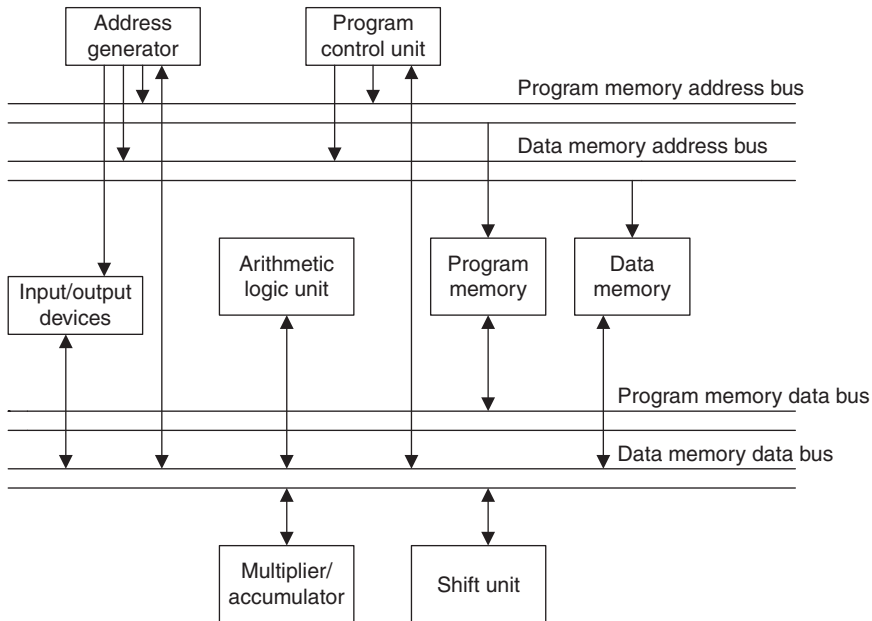 Address
generator
Program
control unit
Program memory address bus
Data memory address bus
Input/output
devices
Arithmetic
logic unit
Program
memory
Data
memory
Program memory data bus
Data memory data bus
Multiplier/
accumulator
Shift unit